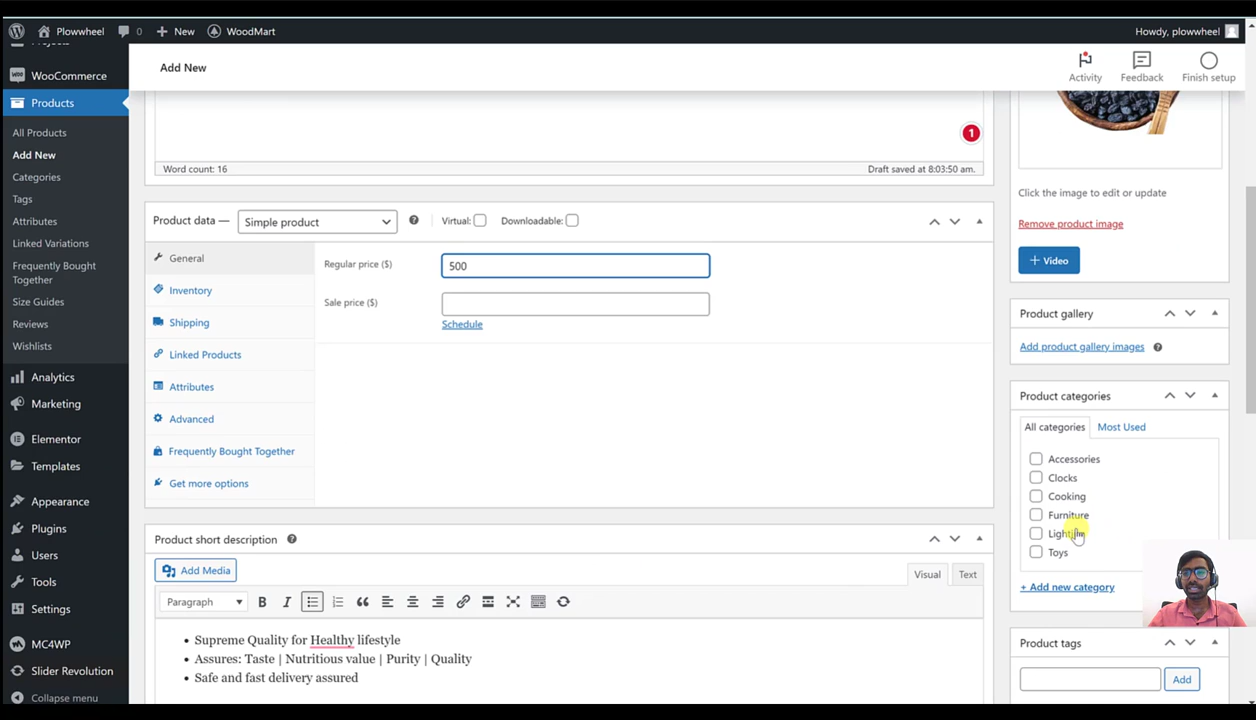 Plowwheel
0
New
WoodMart
Howdy, plowwheel
WooCommerce
Products
All Products
Add New
Categories
Tags
Attributes
Linked Variations
Frequently Bought
Together
Size Guides
Reviews
Wishlists
Analytics
Marketing
Elementor
Templates
Appearance
Plugins
Users
Tools
Settings
MC4WP
Slider Revolution
Collapse menu
Add New
Activity
Feedback
Finish setup
1
Word count: 16
Draft saved at 8:03:50 am.
Product data —
Simple product
Virtual:
Downloadable:
General
Inventory
Shipping
Linked Products
Attributes
Advanced
Frequently Bought Together
Get more options
Regular price ($)
500
Sale price ($)
Schedule
Product short description
Add Media
Visual
Text
Paragraph
• Supreme Quality for Healthy lifestyle
• Assures: Taste | Nutritious value | Purity | Quality
• Safe and fast delivery assured
Click the image to edit or update
Remove product image
+ Video
Product gallery
Add product gallery images
Product categories
All categories
Most Used
Accessories
Clocks
Cooking
Furniture
Toys
+ Add new category
Product tags
Add